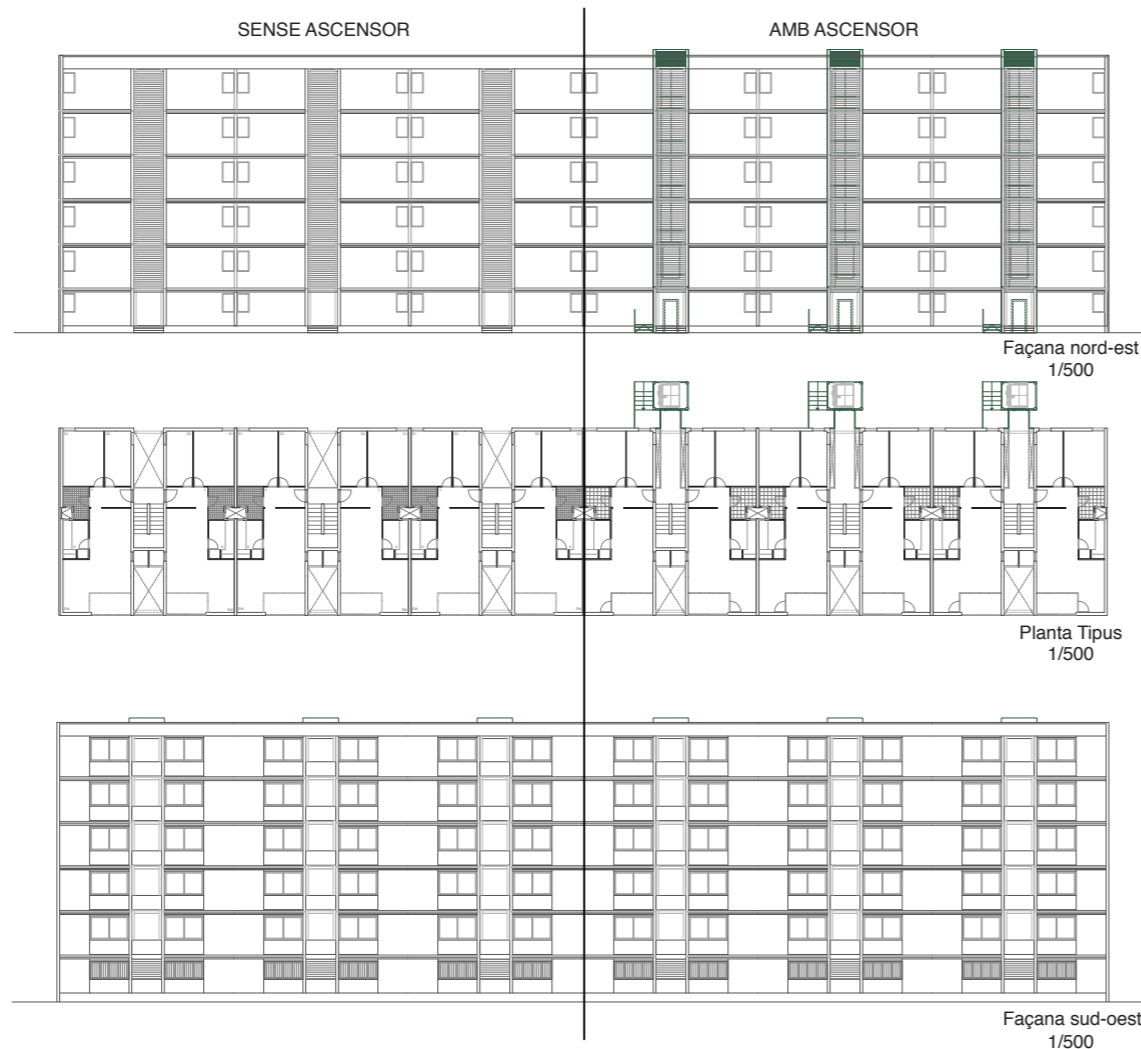 SENSE ASCENSOR
AMB ASCENSOR
Façana nord-est
1/500
Planta Tipus
1/500
Façana sud-oest
1/500